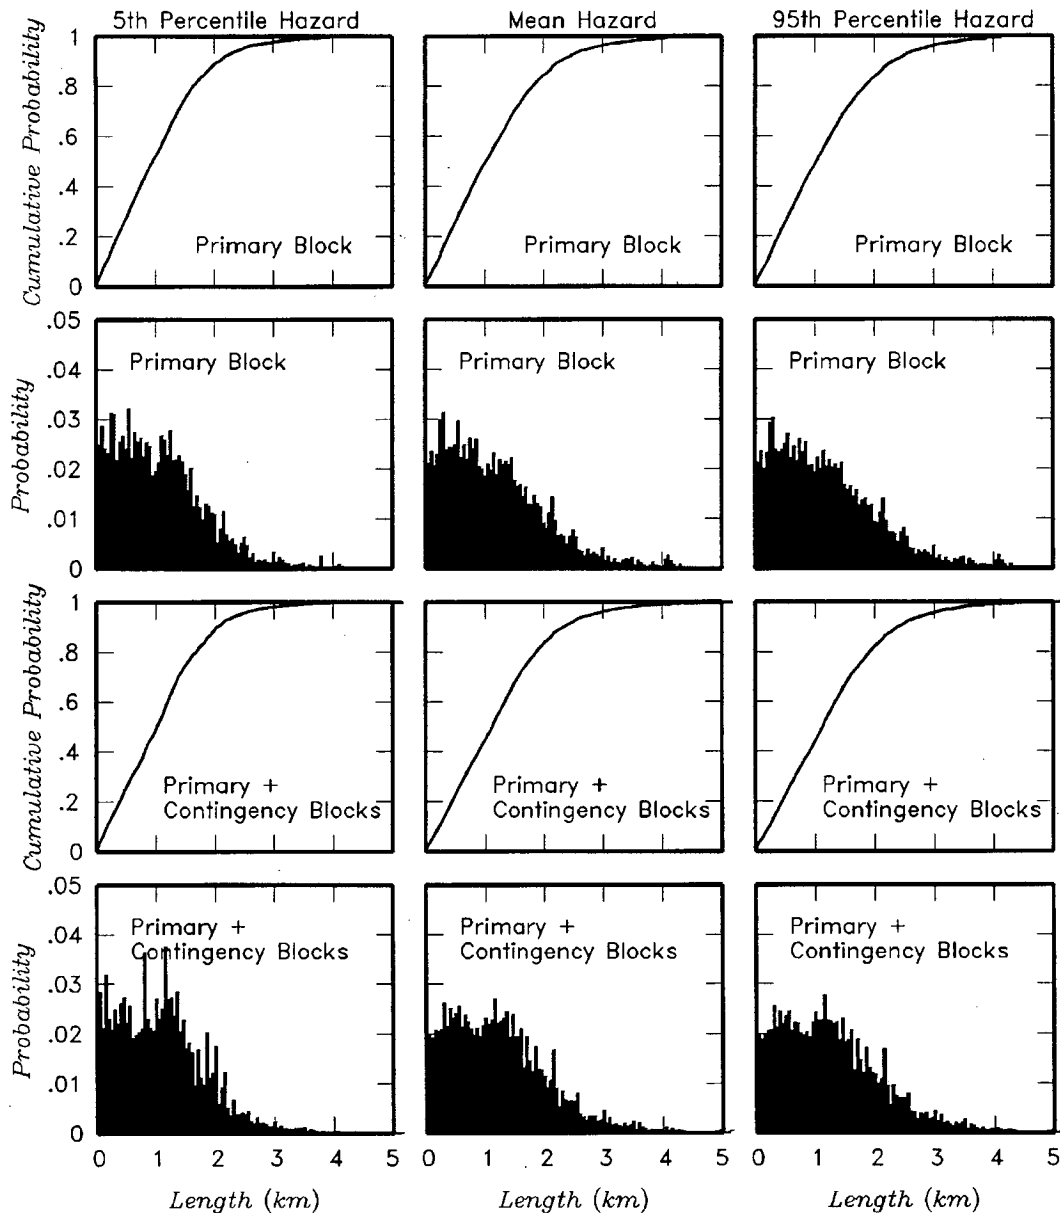 5th Percentile Hazard
Mean Hazard
95th Percentile Hazard
Cumulative Probability
1
.8
.6
.4
.2
0
Primary Block
Primary Block
Primary Block
Probability
.05
.04
.03
.02
.01
0
Primary Block
Primary Block
Primary Block
Cumulative Probability
1
.8
.6
.4
.2
0
Primary +
Contingency Blocks
Primary +
Contingency Blocks
Primary +
Contingency Blocks
Probability
.05
.04
.03
.02
.01
0
Primary +
Contingency Blocks
Primary +
Contingency Blocks
Primary +
Contingency Blocks
0 1 2 3 4 5
0 1 2 3 4 5
0 1 2 3 4 5
Length (km)
Length (km)
Length (km)